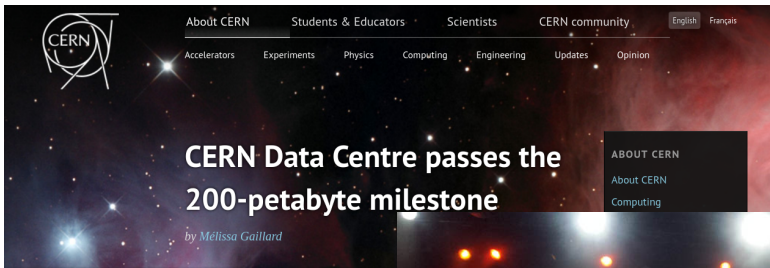 CERN
About CERN Students & Educators Scientists CERN community English Français
Accelerators Experiments Physics Computing Engineering Updates Opinion
CERN Data Centre passes the
200-petabyte milestone
by Mélissa Gaillard
ABOUT CERN
About CERN
Computing